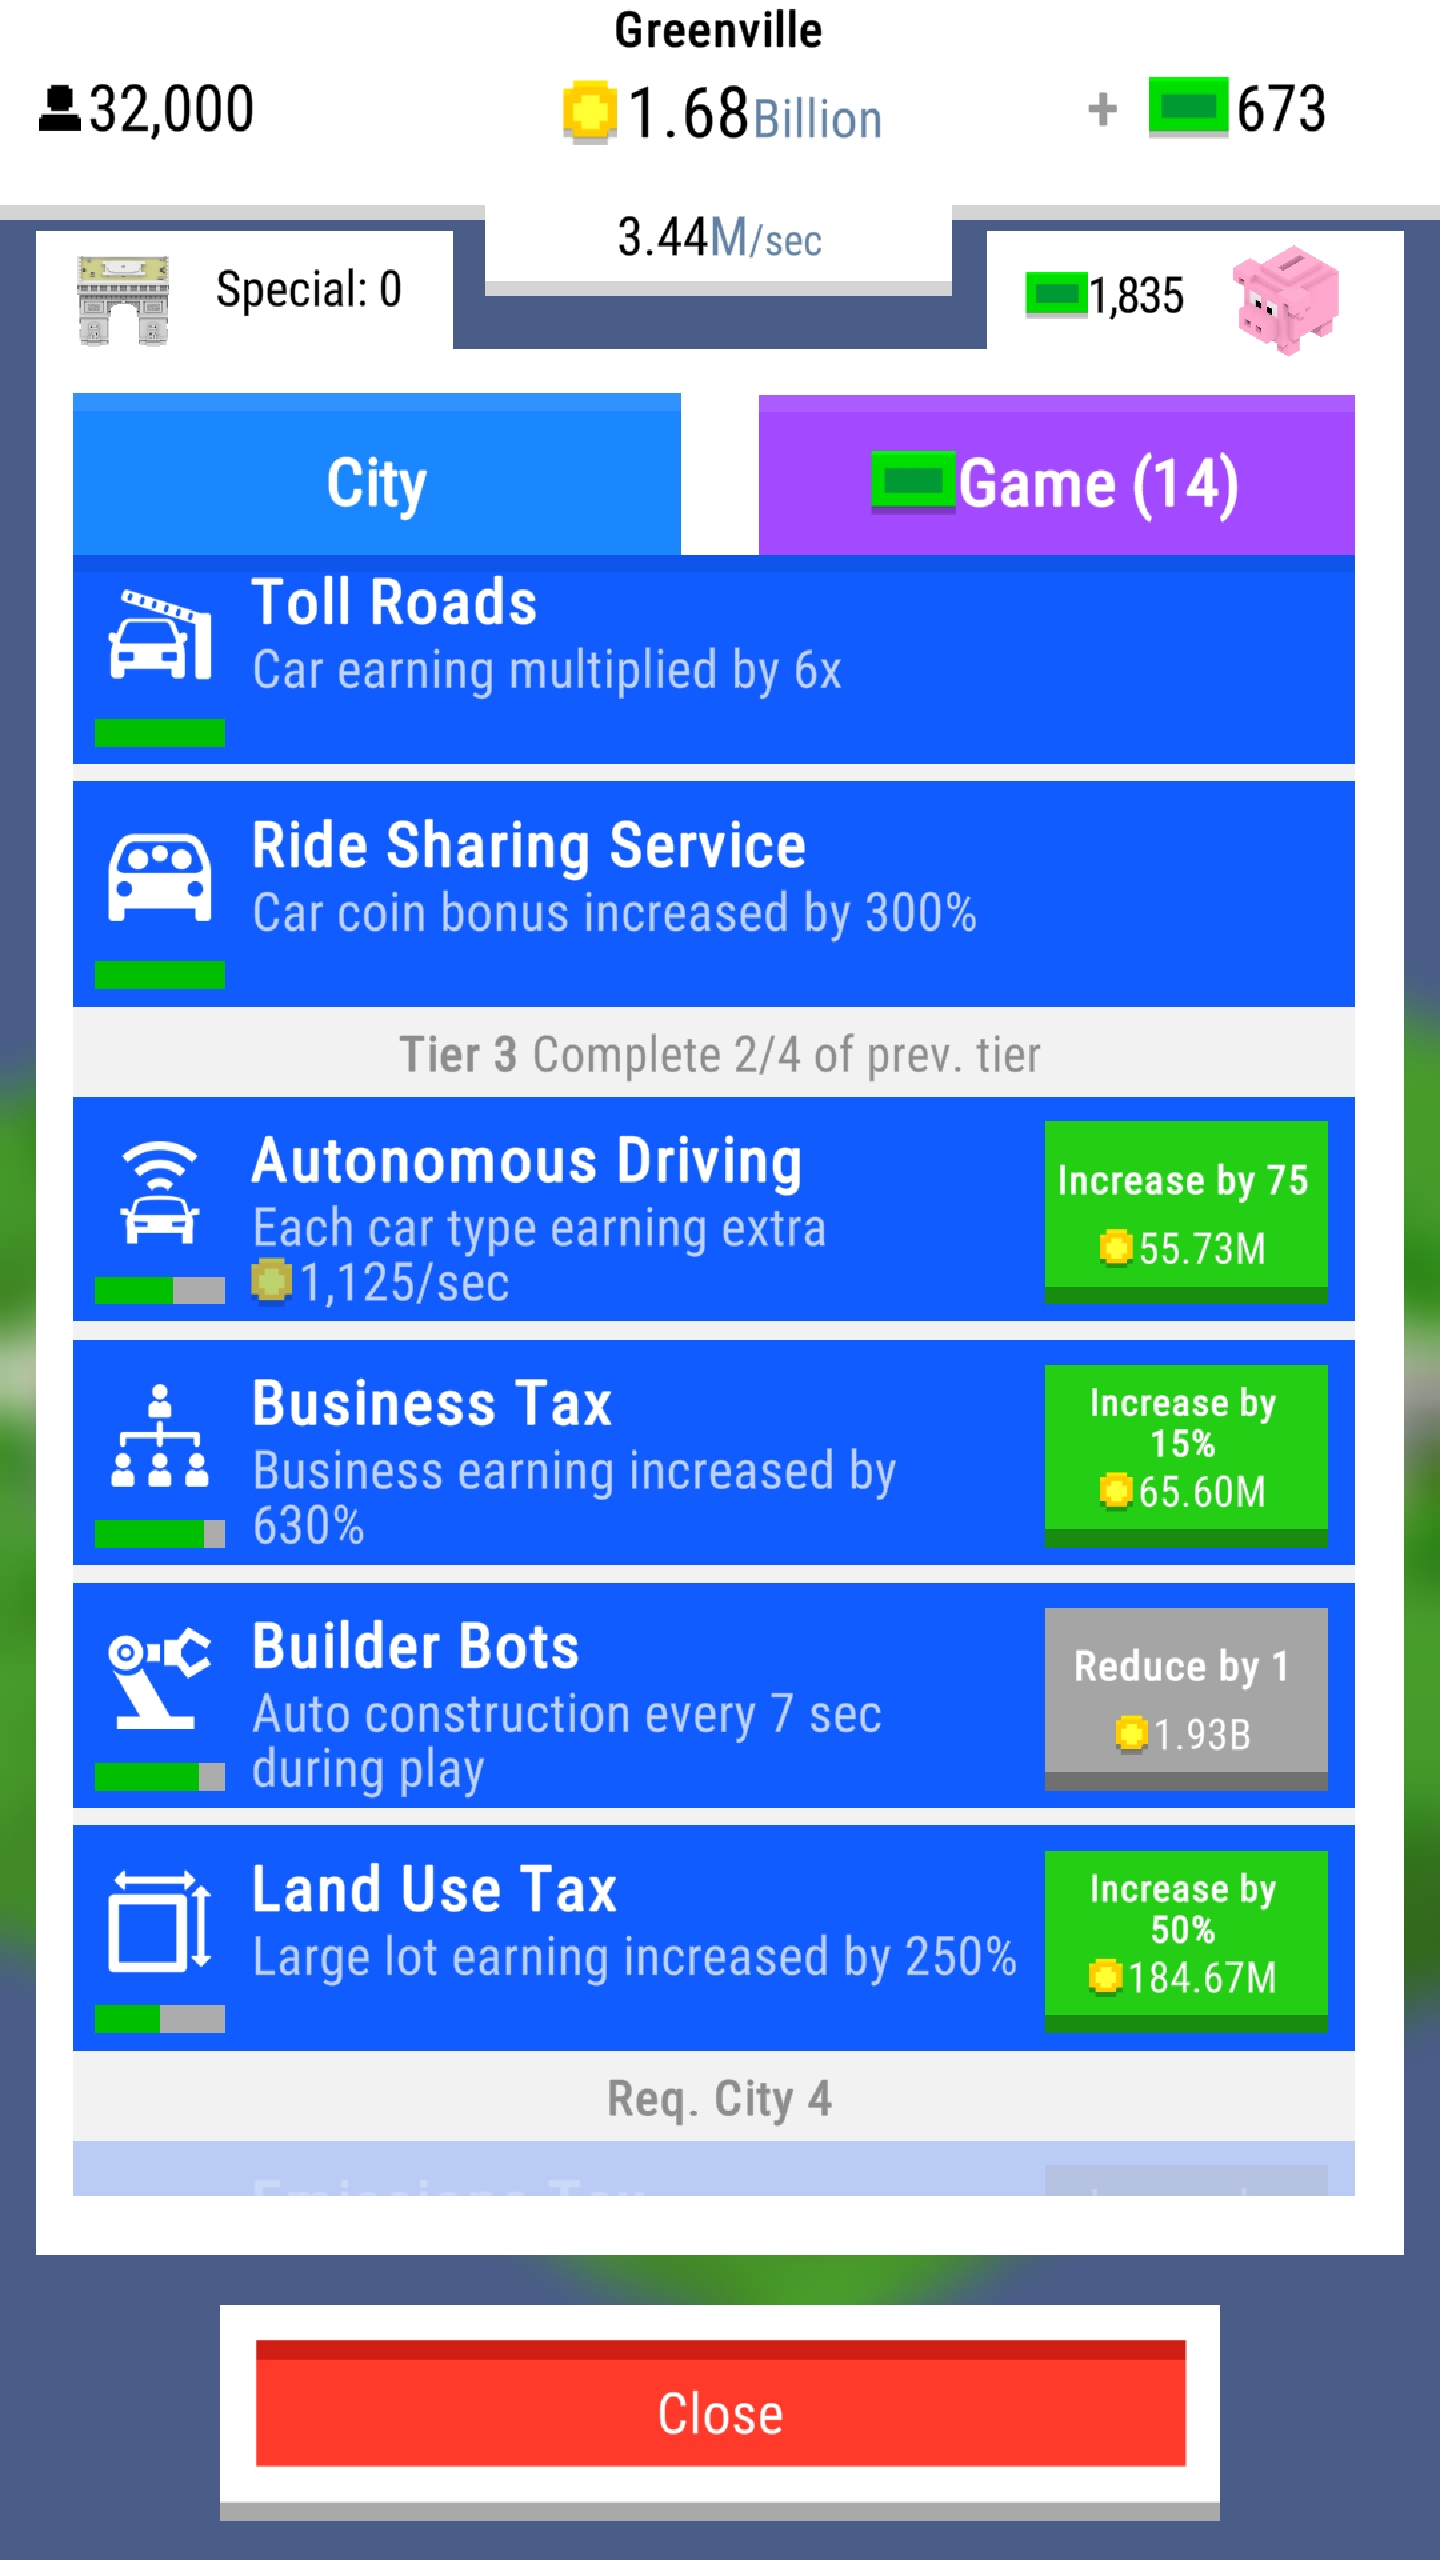 Greenville
32,000
1.68Billion
+ 673
3.44M/sec
Special: 0
1,835
City
Game (14)
Toll Roads
Car earning multiplied by 6x
Ride Sharing Service
Car coin bonus increased by 300%
Tier 3 Complete 2/4 of prev. tier
Autonomous Driving
Each car type earning extra
1,125/sec
Increase by 75
55.73M
Business Tax
Business earning increased by
630%
Increase by
15%
65.60M
Builder Bots
Auto construction every 7 sec
during play
Reduce by 1
1.93B
Land Use Tax
Large lot earning increased by 250%
Increase by
50%
184.67M
Req. City 4
Emissions Tax
Close